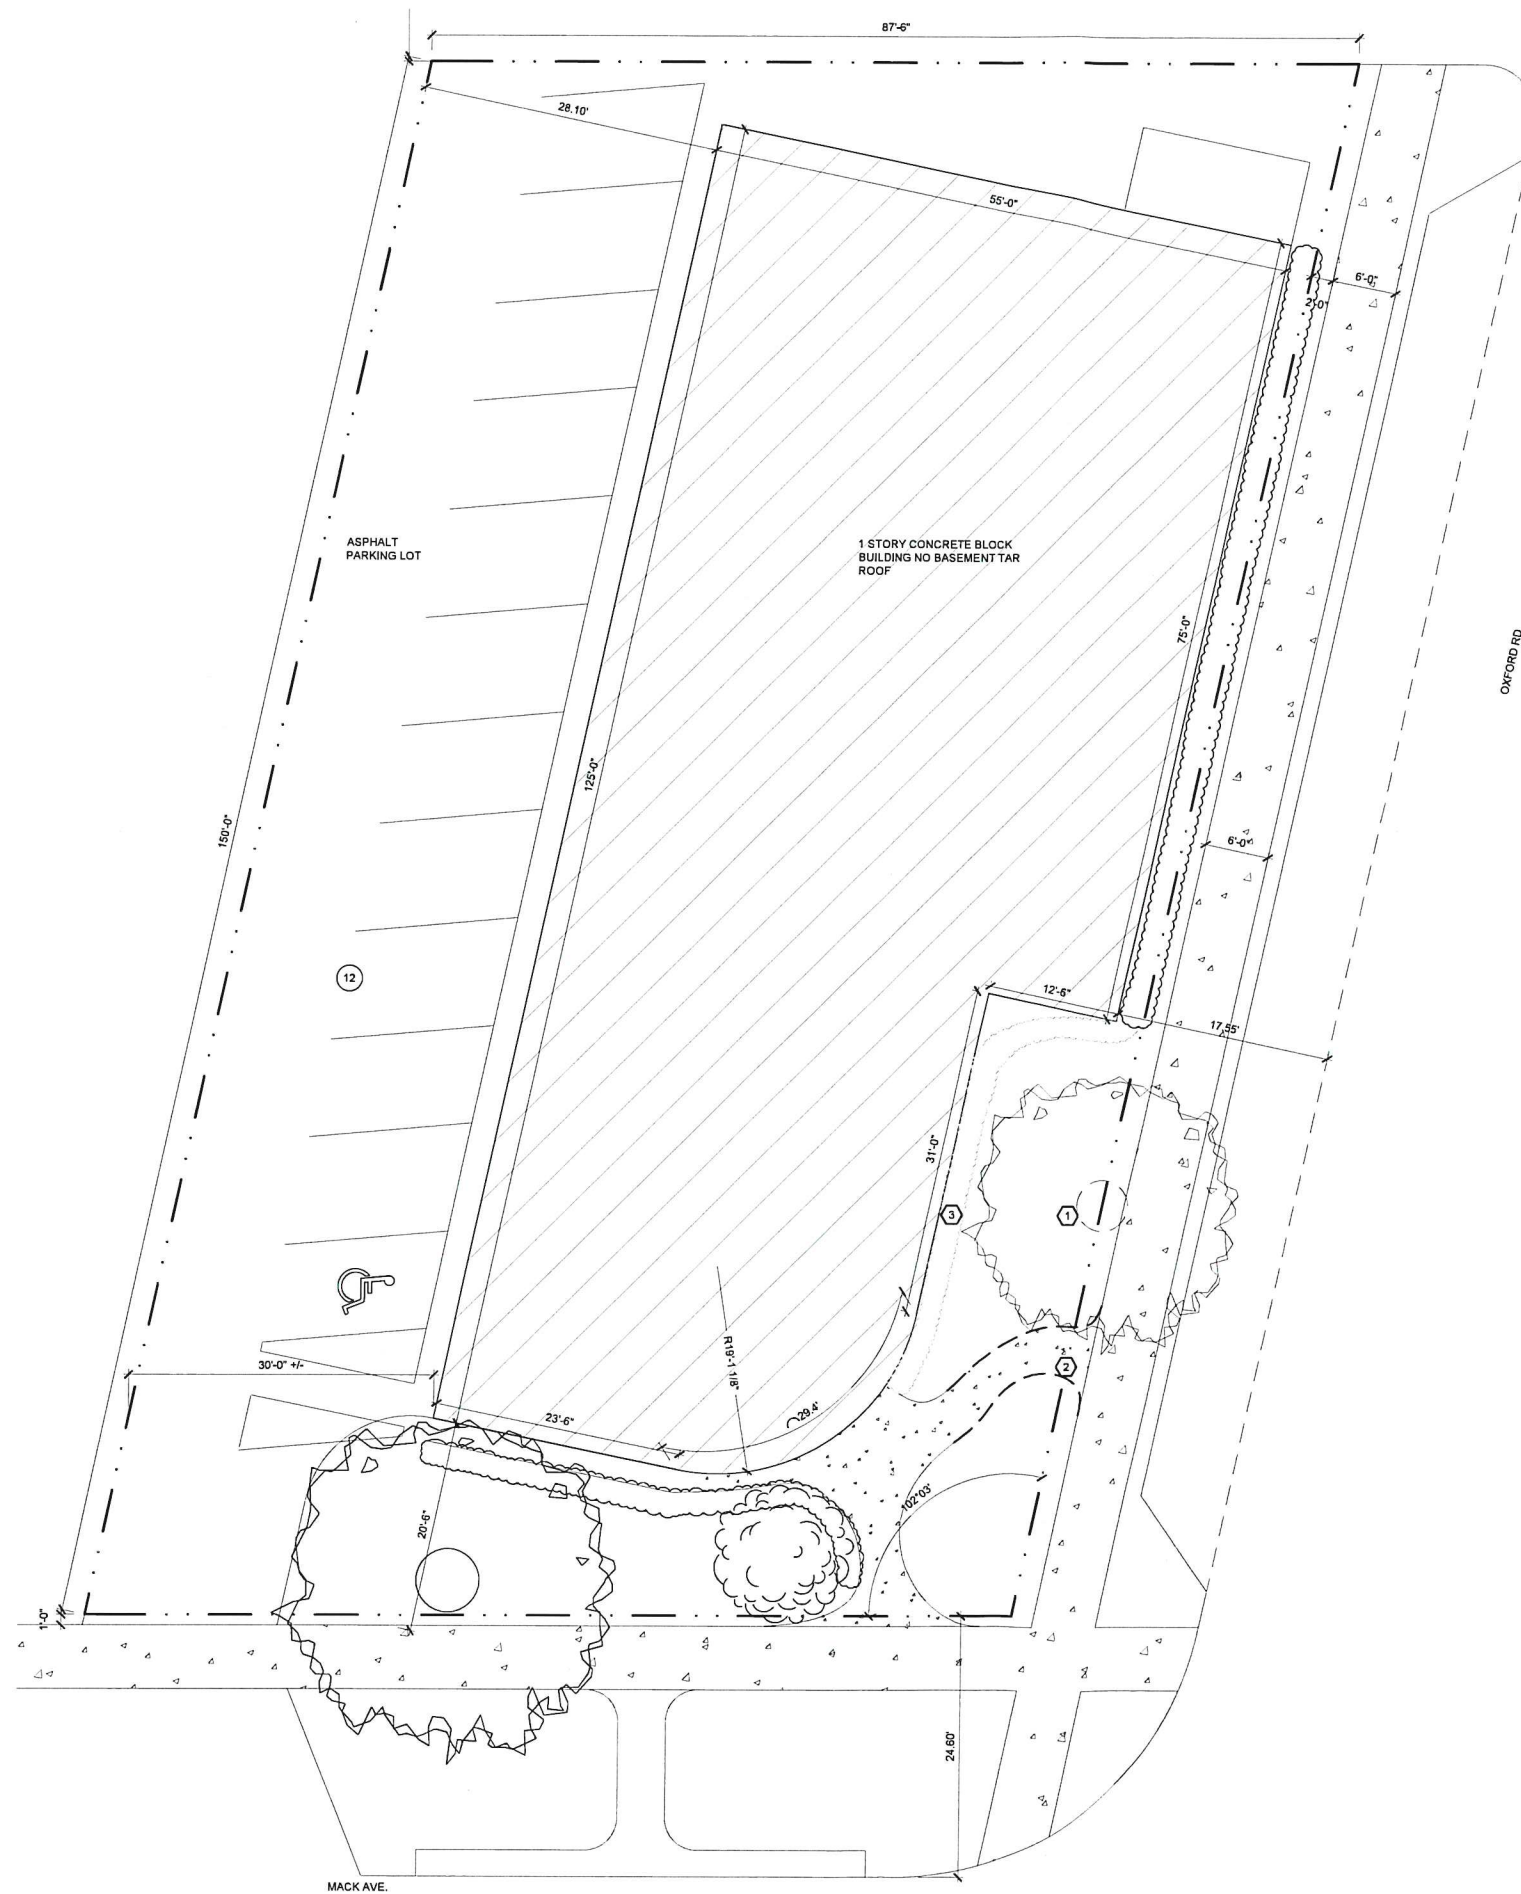 87'-6"
28.10'
55'-0"
6'-0"
2'-0"
ASPHALT
PARKING LOT
1 STORY CONCRETE BLOCK
BUILDING NO BASEMENT TAR
ROOF
75'-0"
OXFORD RD
125'-0"
150'-0"
6'-0"
12
12'-6"
17.55'
31'-0"
3
1
30'-0" +/-
R19'-1 1/8"
2
23'-6"
29.4'
102°03'
20'-6"
1'-0"
24.60'
MACK AVE.